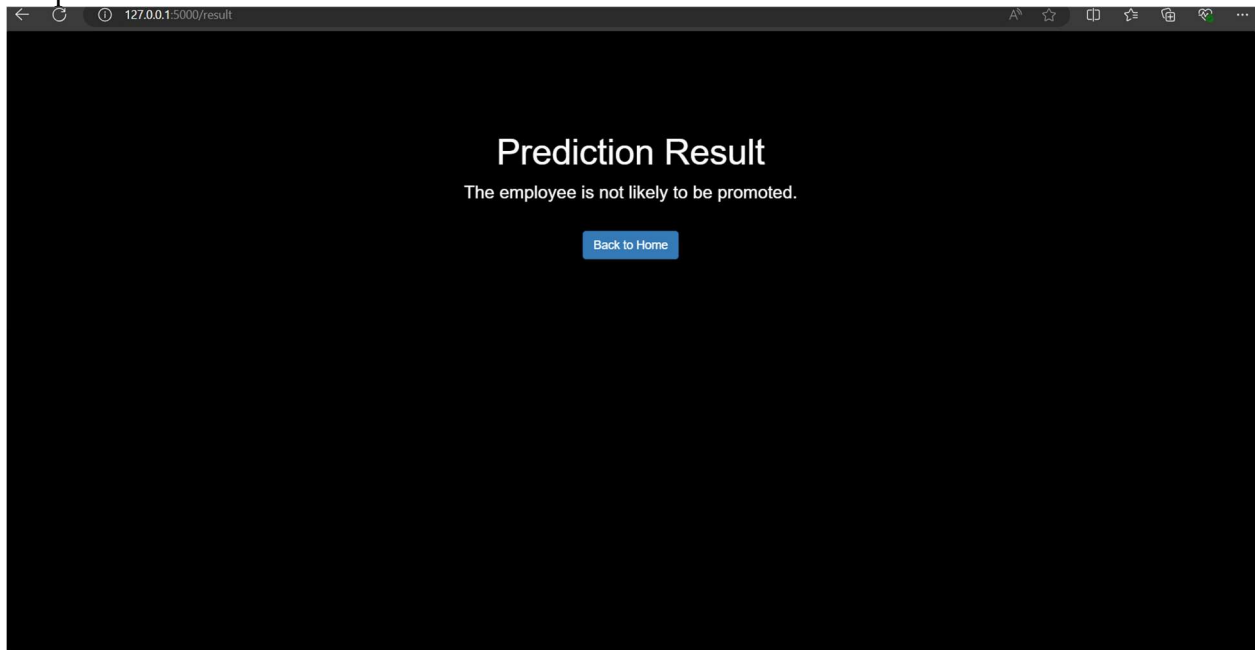 127.0.0.1:5000/result
Prediction Result
The employee is not likely to be promoted.
Back to Home